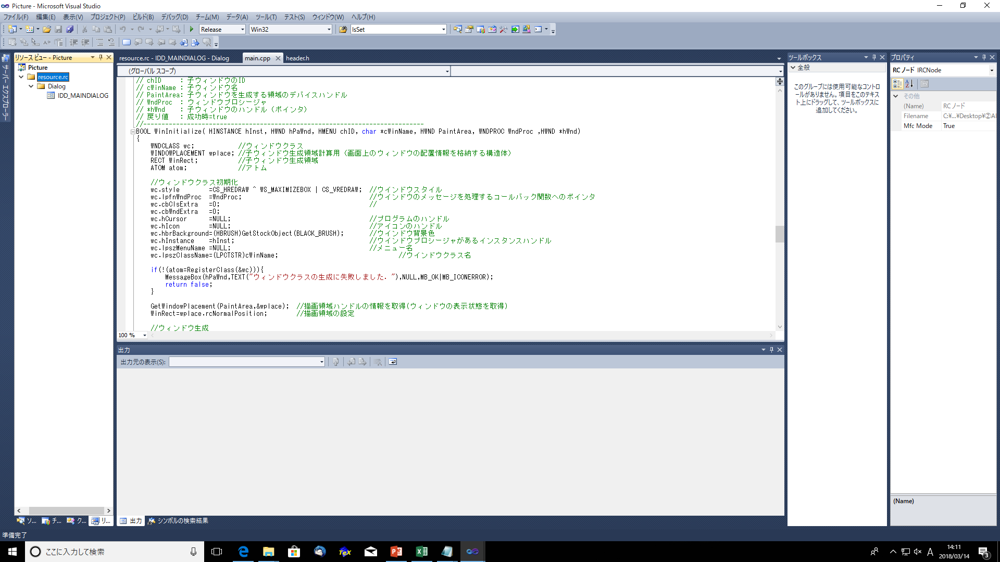 Picture - Microsoft Visual Studio
ファイル(F) 編集(E) 表示(V) プロジェクト(P) ビルド(B) デバッグ(D) チーム(M) データ(A) ツール(T) テスト(S) ウィンドウ(W) ヘルプ(H)
Release Win32 IsSet
サーバー エクスプローラー
リソース ビュー - Picture
Picture
resource.rc
Dialog
IDD_MAINDIALOG
ソ... チ... ク... リ...
resource.rc - IDD_MAINDIALOG - Dialog main.cpp header.h
(グローバル スコープ)
// chID     : 子ウィンドウのID
// cWinName : 子ウィンドウ名
// PaintArea: 子ウィンドウを生成する領域のデバイスハンドル
// WndProc  : ウィンドウプロシージャ
// *hWnd    : 子ウィンドウのハンドル（ポインタ）
// 戻り値   : 成功時=true
//-----------------------------------------------------------------------------
BOOL WinInitialize( HINSTANCE hInst, HWND hPaWnd, HMENU chID, char *cWinName, HWND PaintArea, WNDPROC WndProc ,HWND *hWnd)
{
WNDCLASS wc;            //ウィンドウクラス
WINDOWPLACEMENT wplace; //子ウィンドウ生成領域計算用（画面上のウィンドウの配置情報を格納する構造体）
RECT WinRect;           //子ウィンドウ生成領域
ATOM atom;              //アトム
//ウィンドウクラス初期化
wc.style        =CS_HREDRAW ^ WS_MAXIMIZEBOX | CS_VREDRAW;  //ウインドウスタイル
wc.lpfnWndProc  =WndProc;                                   //ウインドウのメッセージを処理するコールバック関数へのポインタ
wc.cbClsExtra   =0;                                         //
wc.cbWndExtra   =0;
wc.hCursor      =NULL;                                      //プログラムのハンドル
wc.hIcon        =NULL;                                      //アイコンのハンドル
wc.hbrBackground=(HBRUSH)GetStockObject(BLACK_BRUSH);       //ウインドウ背景色
wc.hInstance    =hInst;                                     //ウインドウプロシージャがあるインスタンスハンドル
wc.lpszMenuName =NULL;                                      //メニュー名
wc.lpszClassName=(LPCTSTR)cWinName;                                 //ウインドウクラス名
if(!(atom=RegisterClass(&wc))){
MessageBox(hPaWnd,TEXT("ウィンドウクラスの生成に失敗しました．"),NULL,MB_OK|MB_ICONERROR);
return false;
}
GetWindowPlacement(PaintArea,&wplace);  //描画領域ハンドルの情報を取得(ウィンドウの表示状態を取得)
WinRect=wplace.rcNormalPosition;        //描画領域の設定
//ウィンドウ生成
100 %
出力
出力元の表示(S):
出力 シンボルの検索結果
ツールボックス
全般
このグループには使用可能なコントロ
ールがありません。項目をこのテキス
ト上にドラッグして、ツールボックスに
追加してください。
プロパティ
RC ノード IRCNode
その他
(Name) RC ノード
Filename C:¥...¥Desktop¥②Al
Mfc Mode True
(Name)
準備完了
ここに入力して検索
TeX
A
14:11
2018/03/14
3